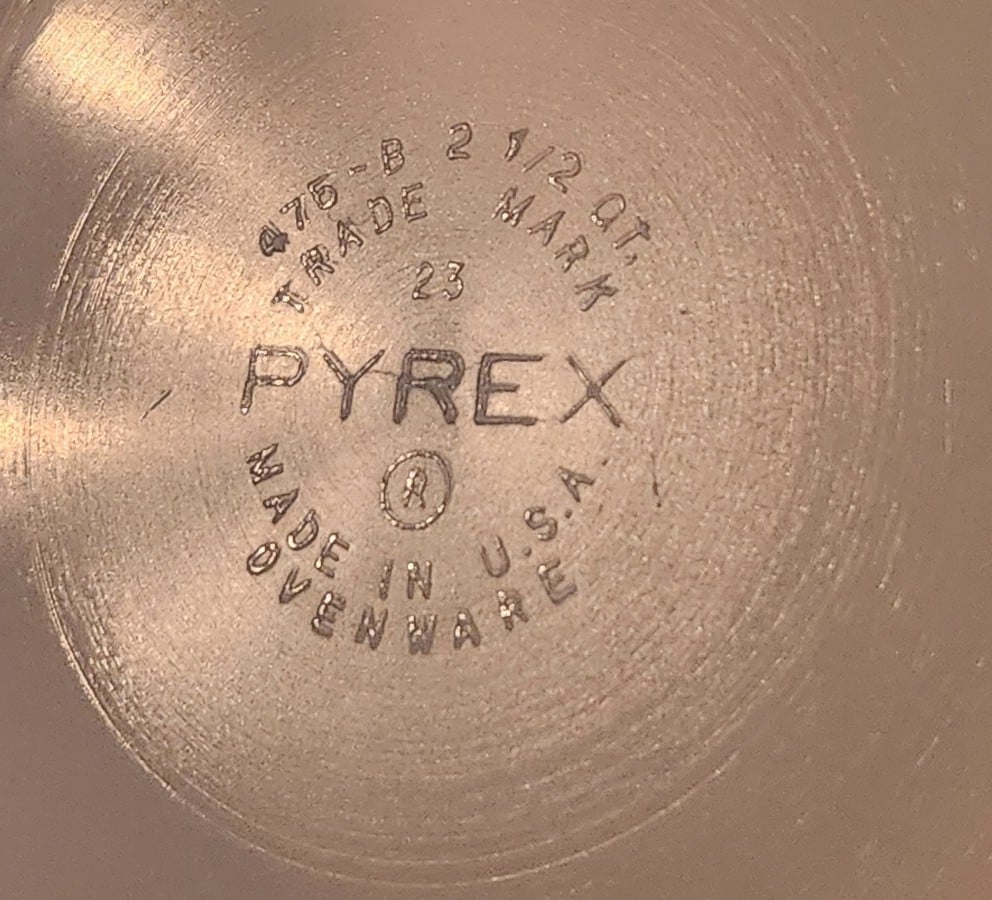 475-B 2 1/2 QT.
TRADE MARK
23
PYREX
®
MADE IN U.S.A.
OVENWARE